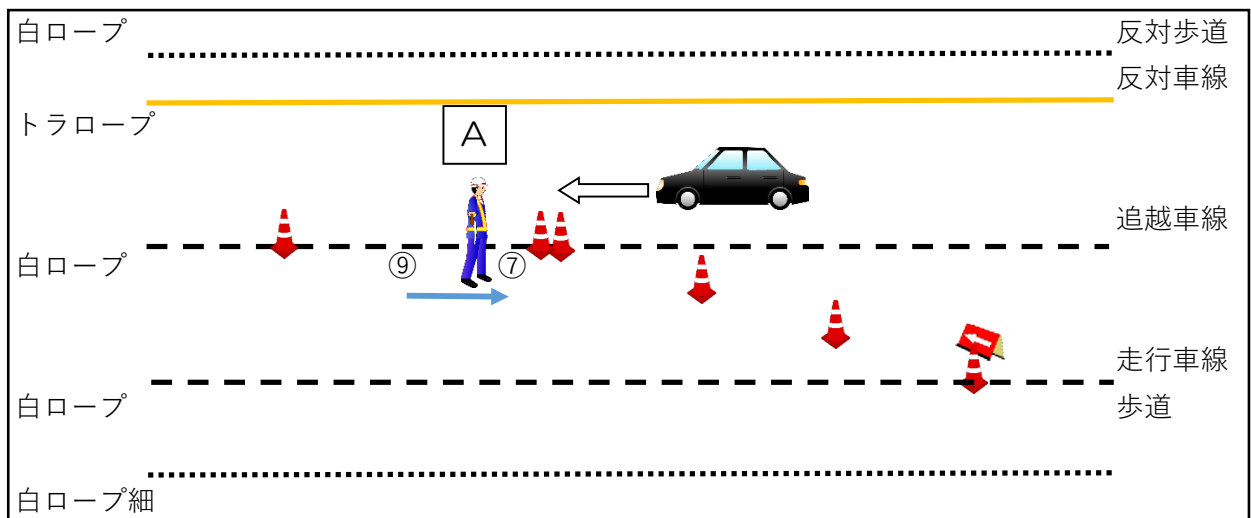 白ロープ
反対歩道
反対車線
トラロープ
A
追越車線
白ロープ
⑨
⑦
走行車線
白ロープ
歩道
白ロープ細